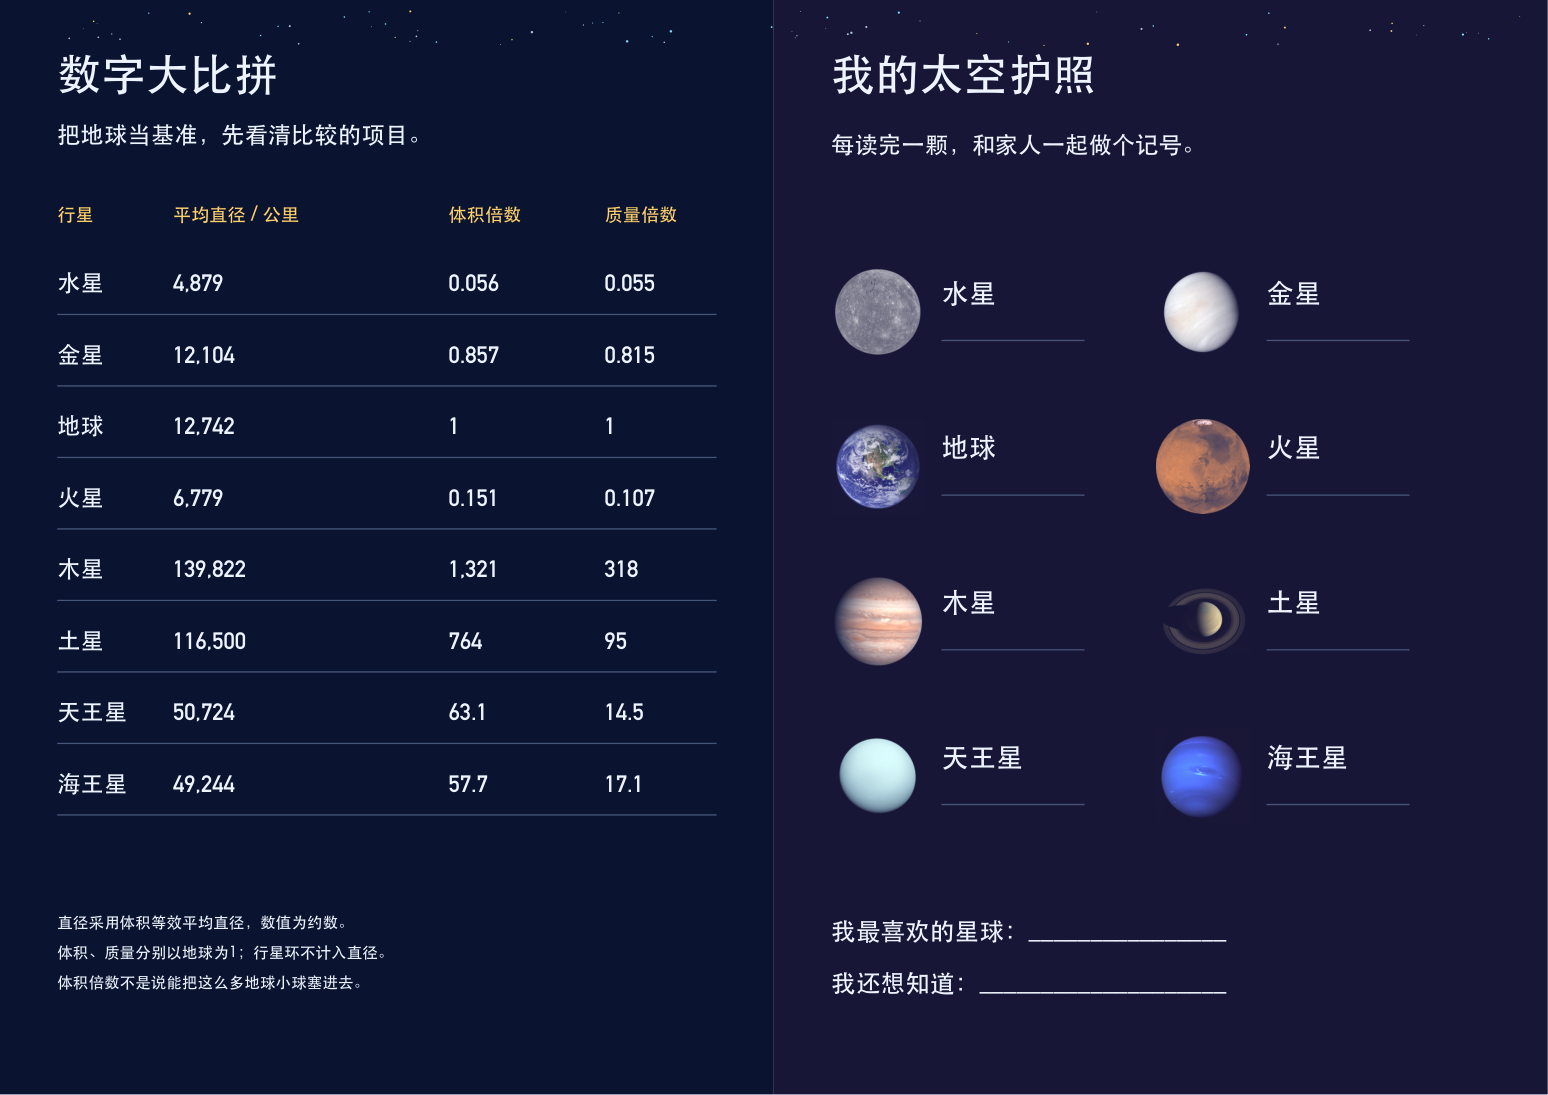 数字大比拼
把地球当基准，先看清比较的项目。
行星 平均直径 / 公里 体积倍数 质量倍数
水星 4,879 0.056 0.055
金星 12,104 0.857 0.815
地球 12,742 1 1
火星 6,779 0.151 0.107
木星 139,822 1,321 318
土星 116,500 764 95
天王星 50,724 63.1 14.5
海王星 49,244 57.7 17.1
直径采用体积等效平均直径，数值为约数。
体积、质量分别以地球为1；行星环不计入直径。
体积倍数不是说能把这么多地球小球塞进去。
我的太空护照
每读完一颗，和家人一起做个记号。
水星 金星
地球 火星
木星 土星
天王星 海王星
我最喜欢的星球：________________
我还想知道：____________________